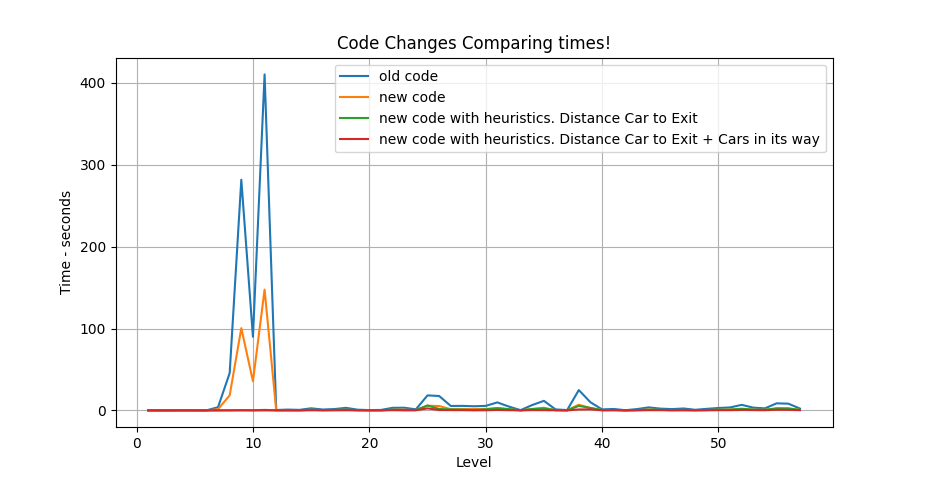 Code Changes Comparing times!
old code
new code
new code with heuristics. Distance Car to Exit
new code with heuristics. Distance Car to Exit + Cars in its way
400
300
200
100
0
Time - seconds
0 10 20 30 40 50
Level